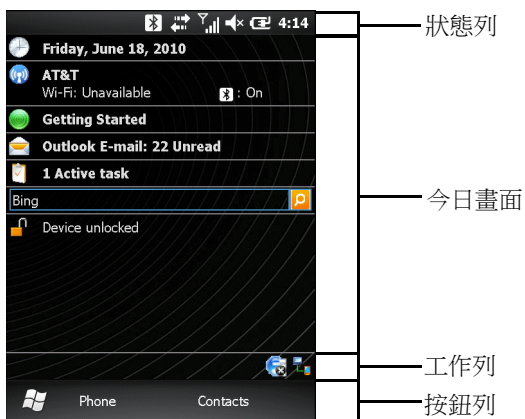 4:14
狀態列
Friday, June 18, 2010
AT&T
Wi-Fi: Unavailable : On
Getting Started
Outlook E-mail: 22 Unread
1 Active task
Bing
今日畫面
Device unlocked
工作列
Phone Contacts
按鈕列